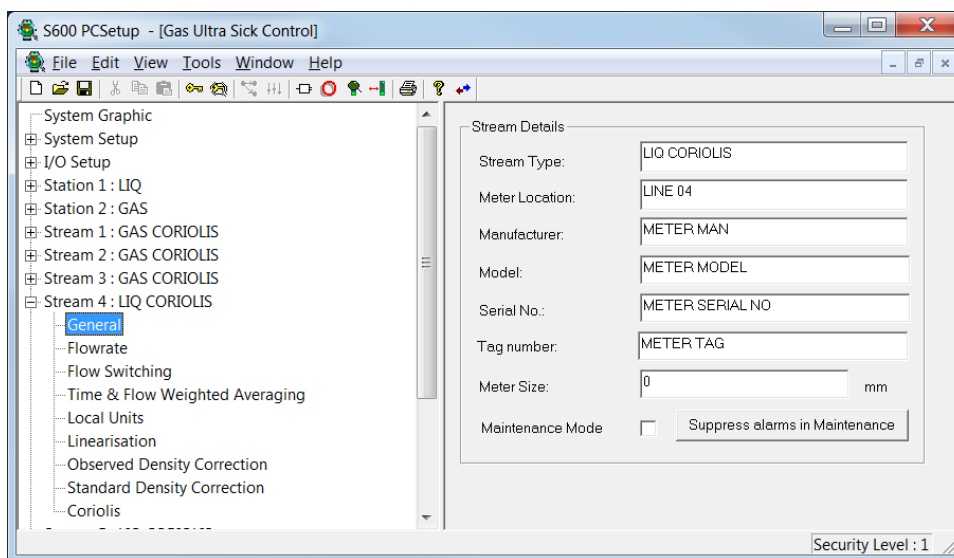 S600 PCSetup - [Gas Ultra Sick Control]
File Edit View Tools Window Help
System Graphic
System Setup
I/O Setup
Station 1 : LIQ
Station 2 : GAS
Stream 1 : GAS CORIOLIS
Stream 2 : GAS CORIOLIS
Stream 3 : GAS CORIOLIS
Stream 4 : LIQ CORIOLIS
General
Flowrate
Flow Switching
Time & Flow Weighted Averaging
Local Units
Linearisation
Observed Density Correction
Standard Density Correction
Coriolis
Stream Details
Stream Type: LIQ CORIOLIS
Meter Location: LINE 04
Manufacturer: METER MAN
Model: METER MODEL
Serial No.: METER SERIAL NO
Tag number: METER TAG
Meter Size: 0 mm
Maintenance Mode Suppress alarms in Maintenance
Security Level : 1